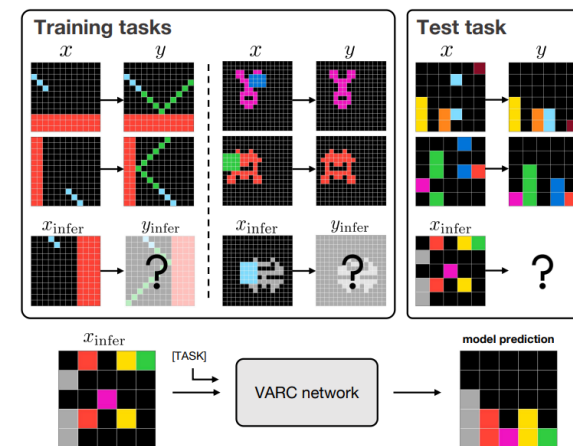 Training tasks
Test task
x y x y x y
x_infer y_infer x_infer y_infer x_infer
? ? ?
x_infer
[TASK]
VARC network
model prediction